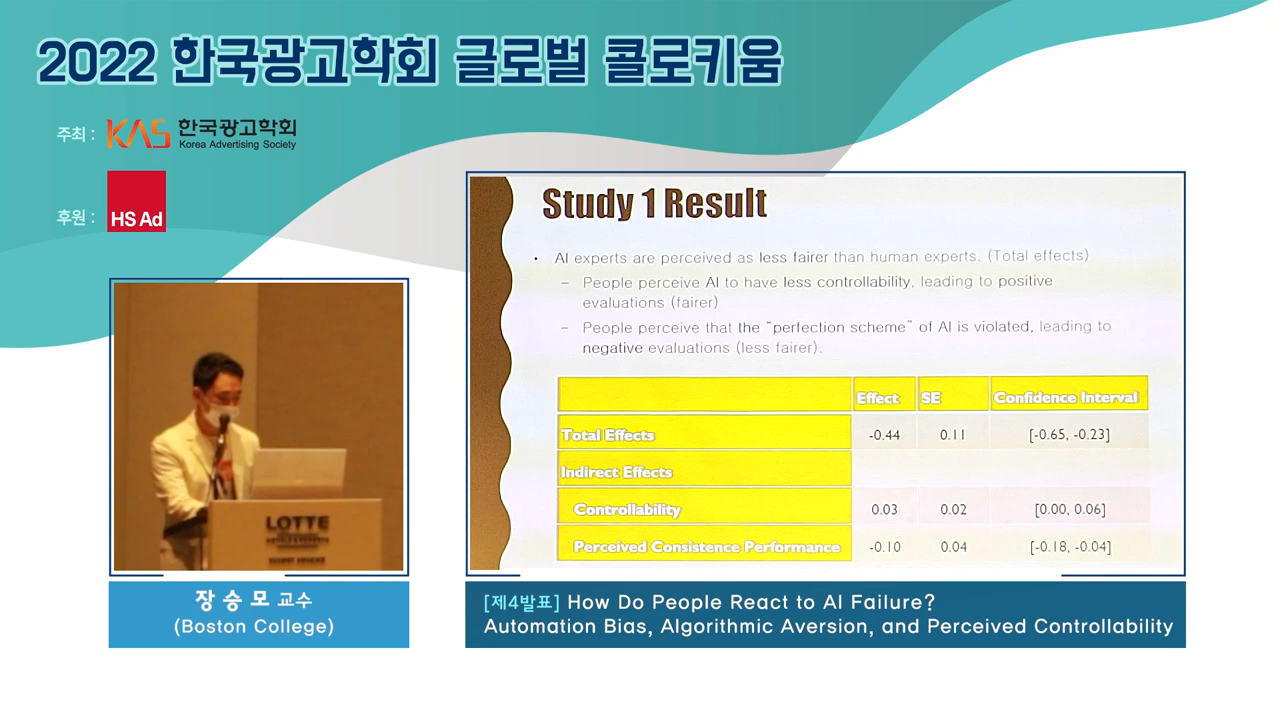 2022 한국광고학회 글로벌 콜로키움
주최 :
KAS 한국광고학회
Korea Advertising Society
후원 :
HS Ad
Study 1 Result
• AI experts are perceived as less fairer than human experts. (Total effects)
– People perceive AI to have less controllability, leading to positive
evaluations (fairer)
– People perceive that the “perfection scheme” of AI is violated, leading to
negative evaluations (less fairer).
Effect SE Confidence Interval
Total Effects -0.44 0.11 [-0.65, -0.23]
Indirect Effects
Controllability 0.03 0.02 [0.00, 0.06]
Perceived Consistence Performance -0.10 0.04 [-0.18, -0.04]
LOTTE
장 승 모 교수
(Boston College)
[제4발표] How Do People React to AI Failure?
Automation Bias, Algorithmic Aversion, and Perceived Controllability